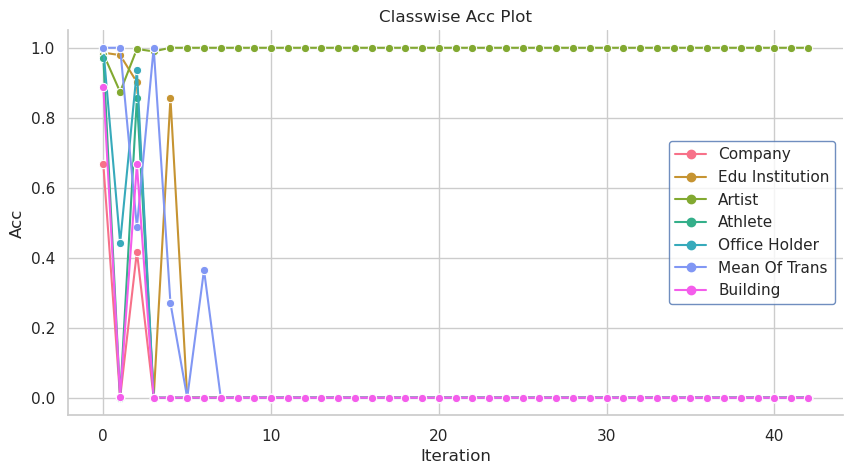 Classwise Acc Plot
1.0
0.8
0.6
0.4
0.2
0.0
Acc
Company
Edu Institution
Artist
Athlete
Office Holder
Mean Of Trans
Building
0
10
20
30
40
Iteration